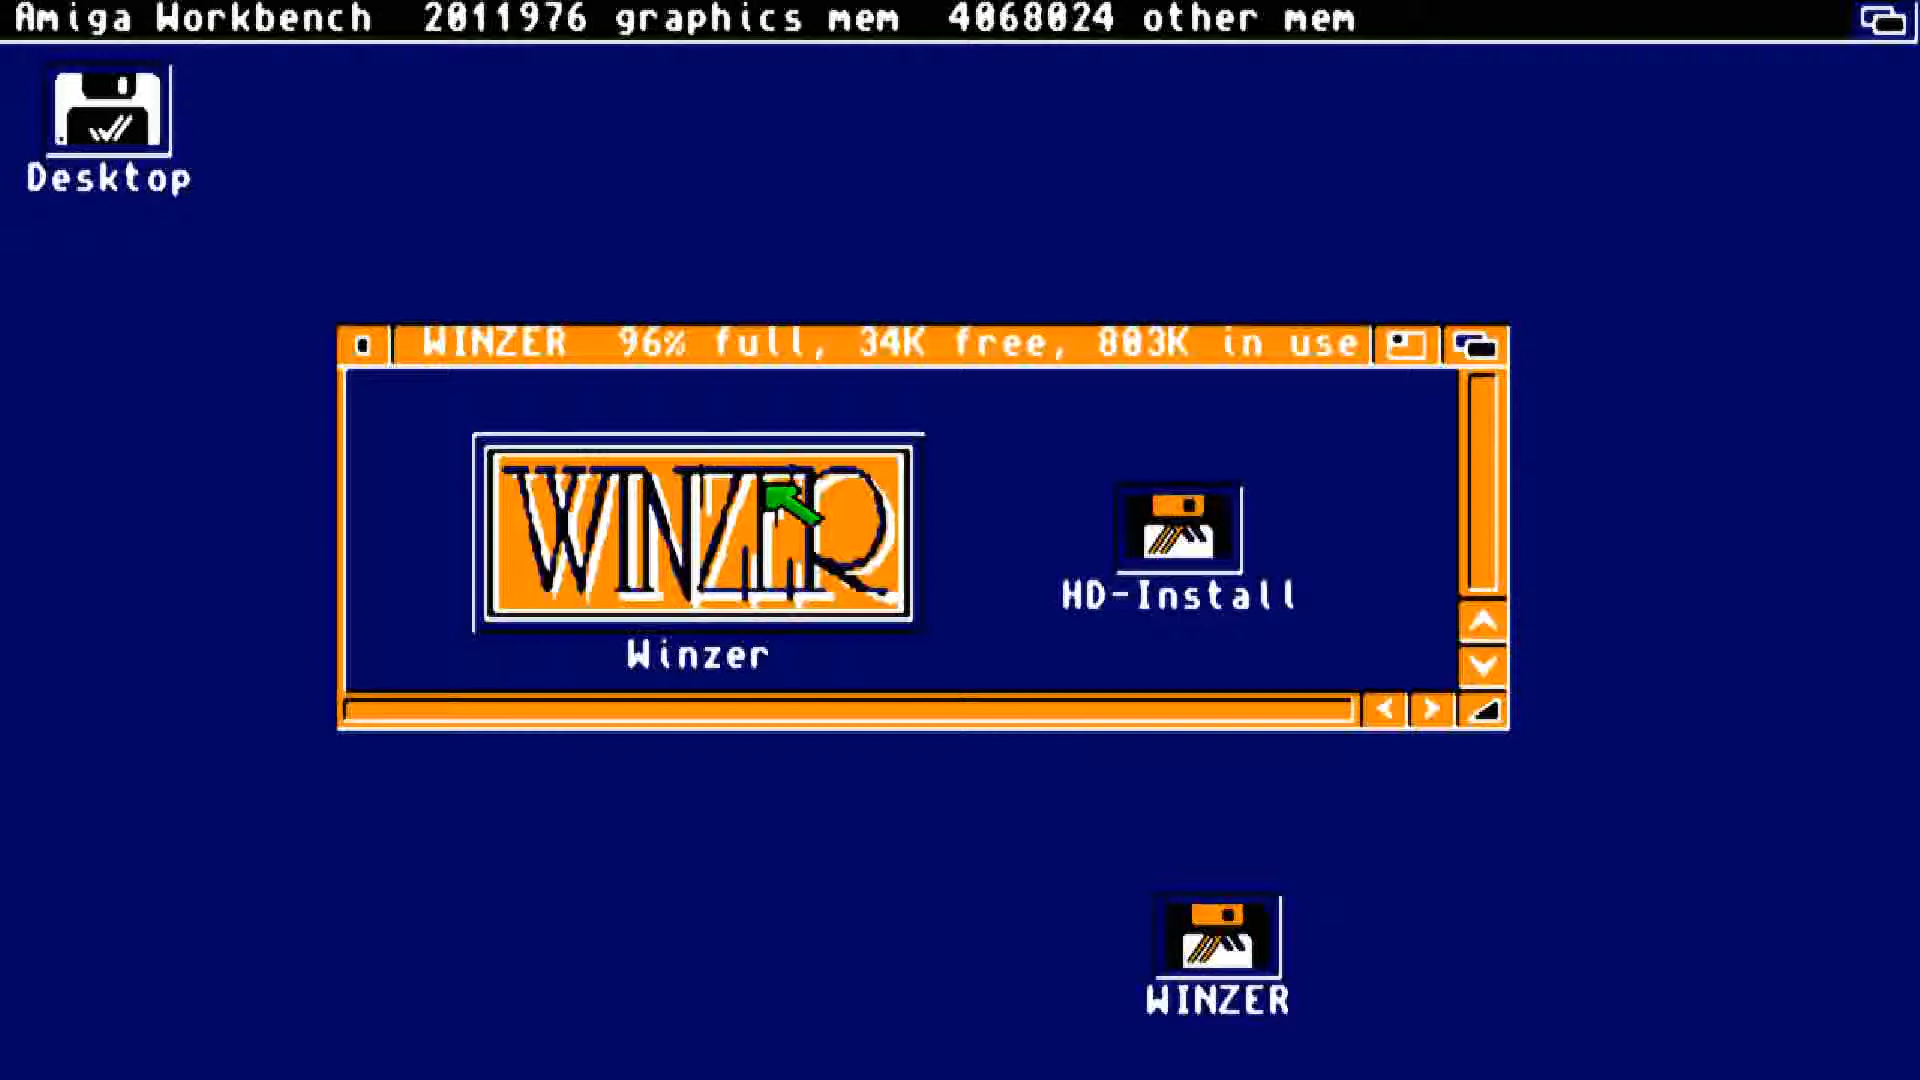 Amiga Workbench 2011976 graphics mem 4068024 other mem
Desktop
WINZER 96% full, 34K free, 803K in use
WINZER
Winzer
HD-Install
WINZER